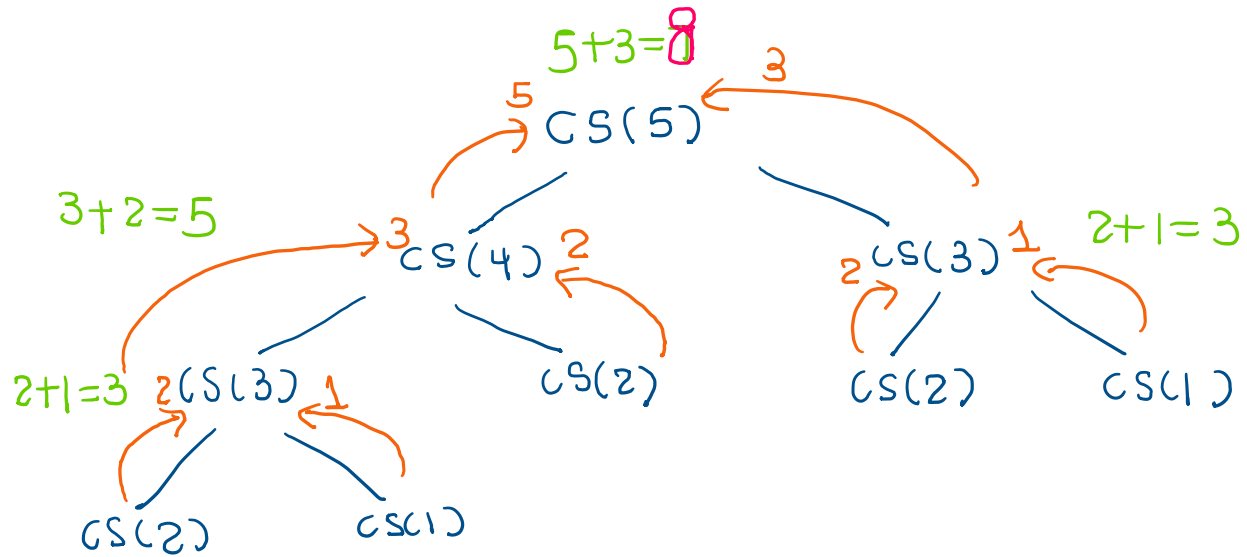 5+3=8
5 3
CS(5)
3+2=5
3 CS(4) 2
2 CS(3) 1 2+1=3
2+1=3 2 CS(3) 1
CS(2)
CS(2) CS(1)
CS(2) CS(1)